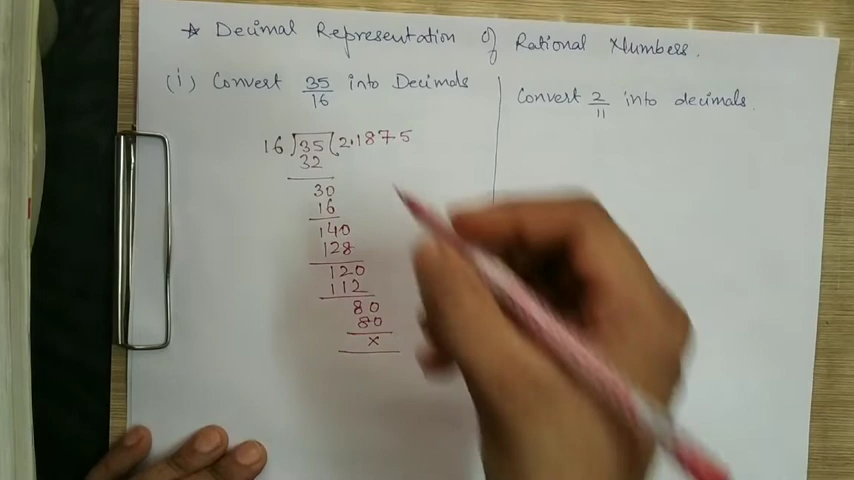 * Decimal Representation of Rational Numbers.
(i) Convert 35/16 into Decimals
16)35(2.1875
32
30
16
140
128
120
112
80
80
x
Convert 2/11 into decimals.